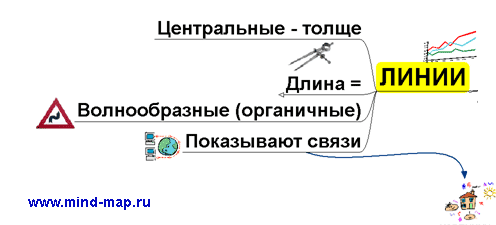 Центральные - толще
Длина =
ЛИНИИ
Волнообразные (органичные)
Показывают связи
www.mind-map.ru